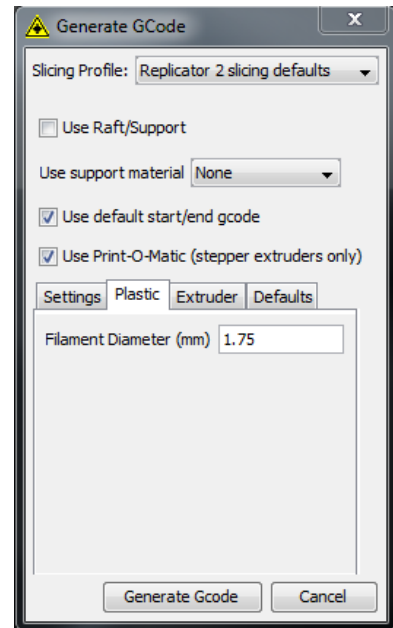 Generate GCode
x
Slicing Profile: Replicator 2 slicing defaults
Use Raft/Support
Use support material None
Use default start/end gcode
Use Print-O-Matic (stepper extruders only)
Settings Plastic Extruder Defaults
Filament Diameter (mm) 1.75
Generate Gcode Cancel